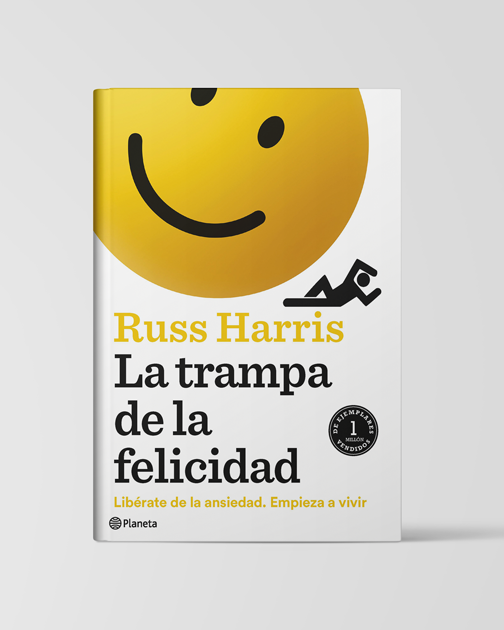 Russ Harris
La trampa
de la
felicidad
DE EJEMPLARES
1
MILLÓN
VENDIDOS
Libérate de la ansiedad. Empieza a vivir
Planeta